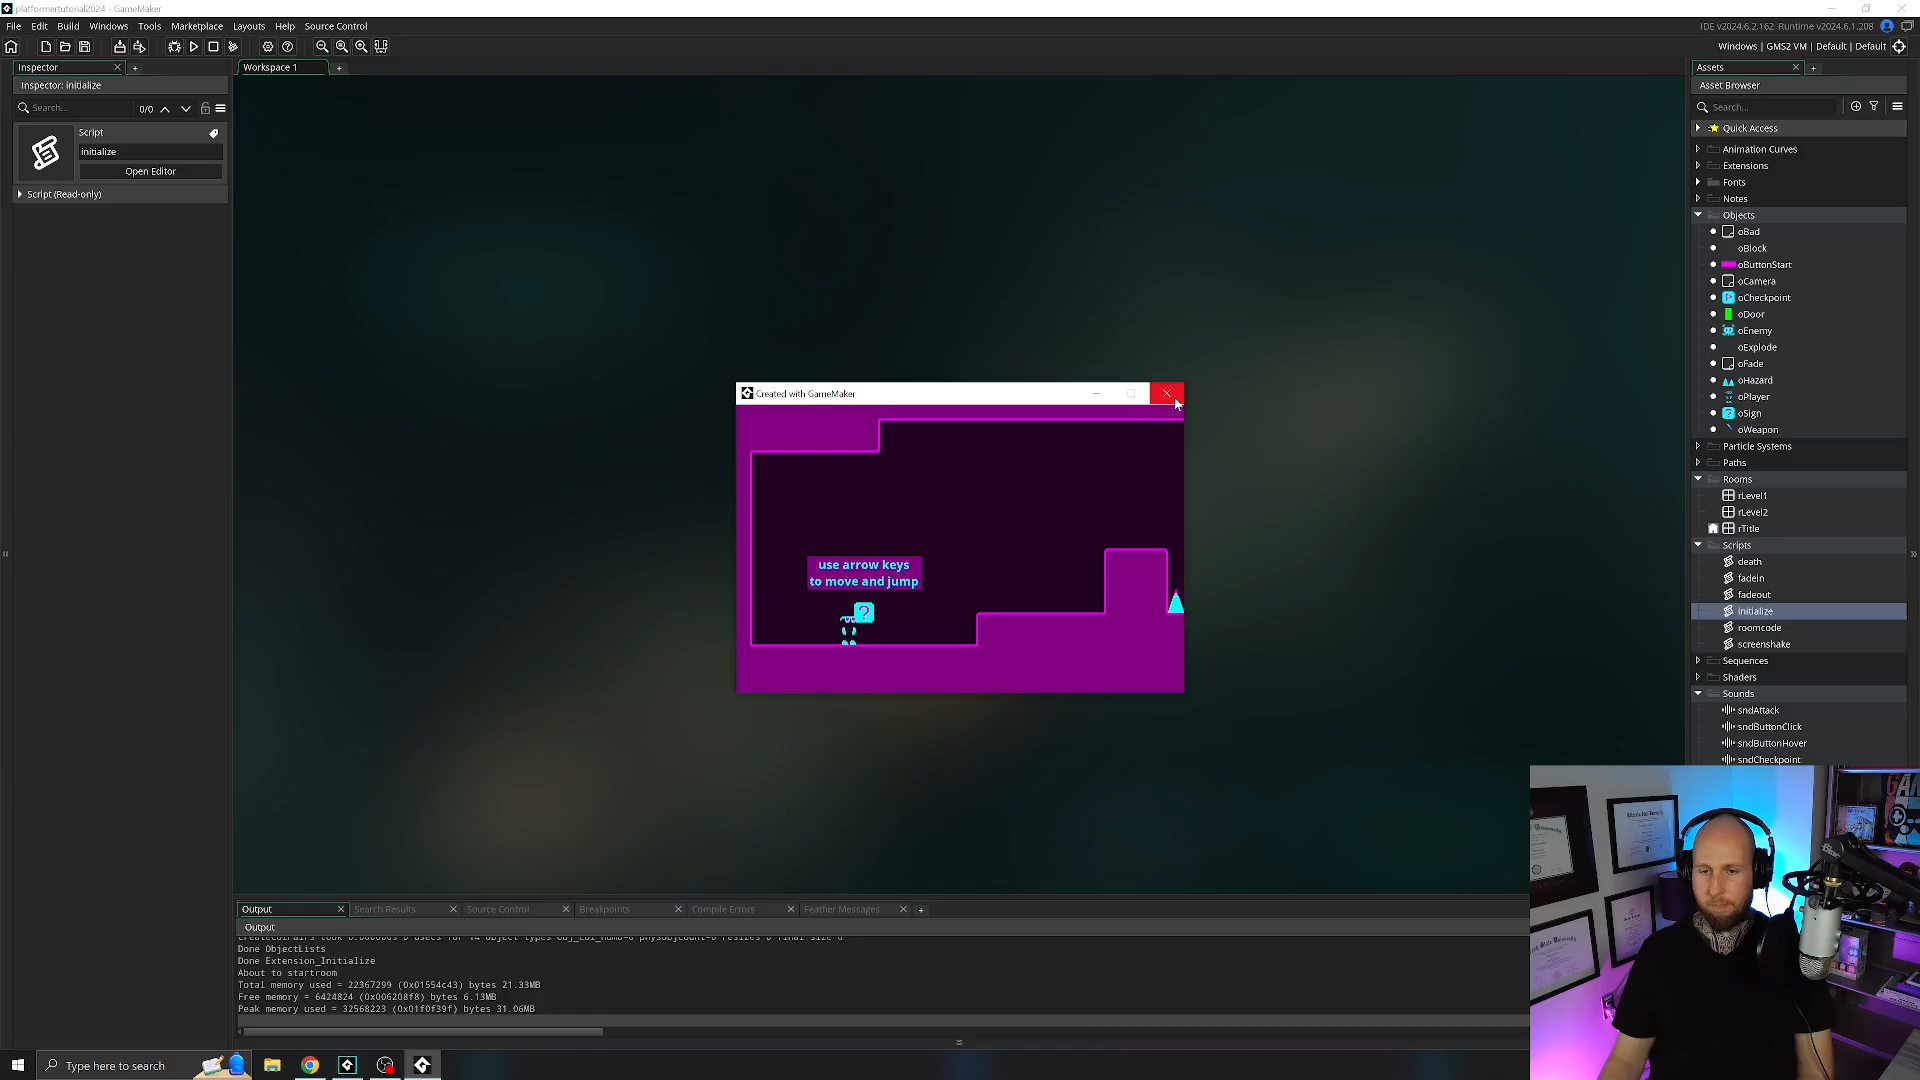 platformertutorial2024 - GameMaker
File Edit Build Windows Tools Marketplace Layouts Help Source Control
IDE v2024.6.2.162 Runtime v2024.6.1.208
Windows | GMS2 VM | Default | Default
Inspector
Inspector: initialize
Search...
0/0
Script
initialize
Open Editor
Script (Read-only)
Workspace 1
Created with GameMaker
use arrow keys
to move and jump
?
Assets
Asset Browser
Search...
Quick Access
Animation Curves
Extensions
Fonts
Notes
Objects
oBad
oBlock
oButtonStart
oCamera
oCheckpoint
oDoor
oEnemy
oExplode
oFade
oHazard
oPlayer
oSign
oWeapon
Particle Systems
Paths
Rooms
rLevel1
rLevel2
rTitle
Scripts
death
fadein
fadeout
initialize
roomcode
screenshake
Sequences
Shaders
Sounds
sndAttack
sndButtonClick
sndButtonHover
sndCheckpoint
Output Search Results Source Control Breakpoints Compile Errors Feather Messages
Output
Done ObjectLists
Done Extension_Initialize
About to startroom
Total memory used = 22367299 (0x01554c43) bytes 21.33MB
Free memory = 6424824 (0x006208f8) bytes 6.13MB
Peak memory used = 32568223 (0x01f0f39f) bytes 31.06MB
Type here to search